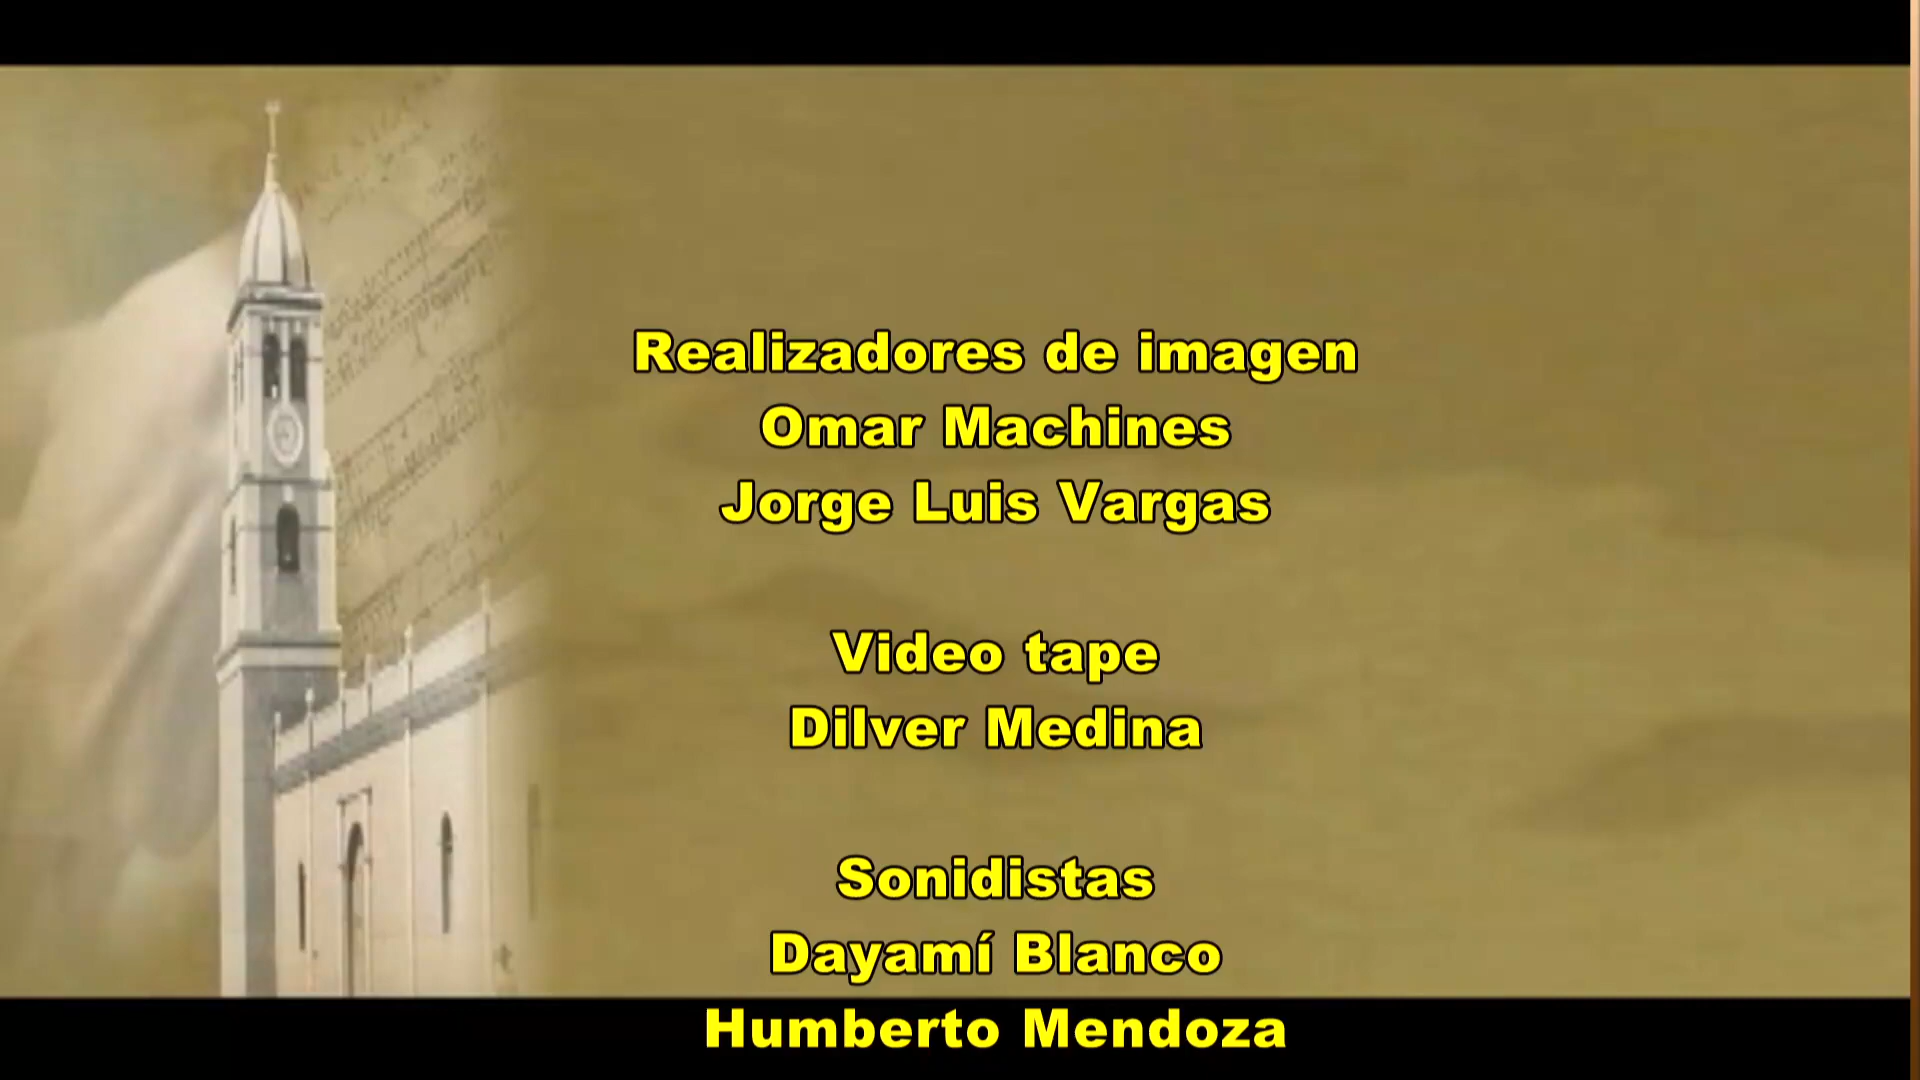 Realizadores de imagen
Omar Machines
Jorge Luis Vargas
Video tape
Dilver Medina
Sonidistas
Dayamí Blanco
Humberto Mendoza